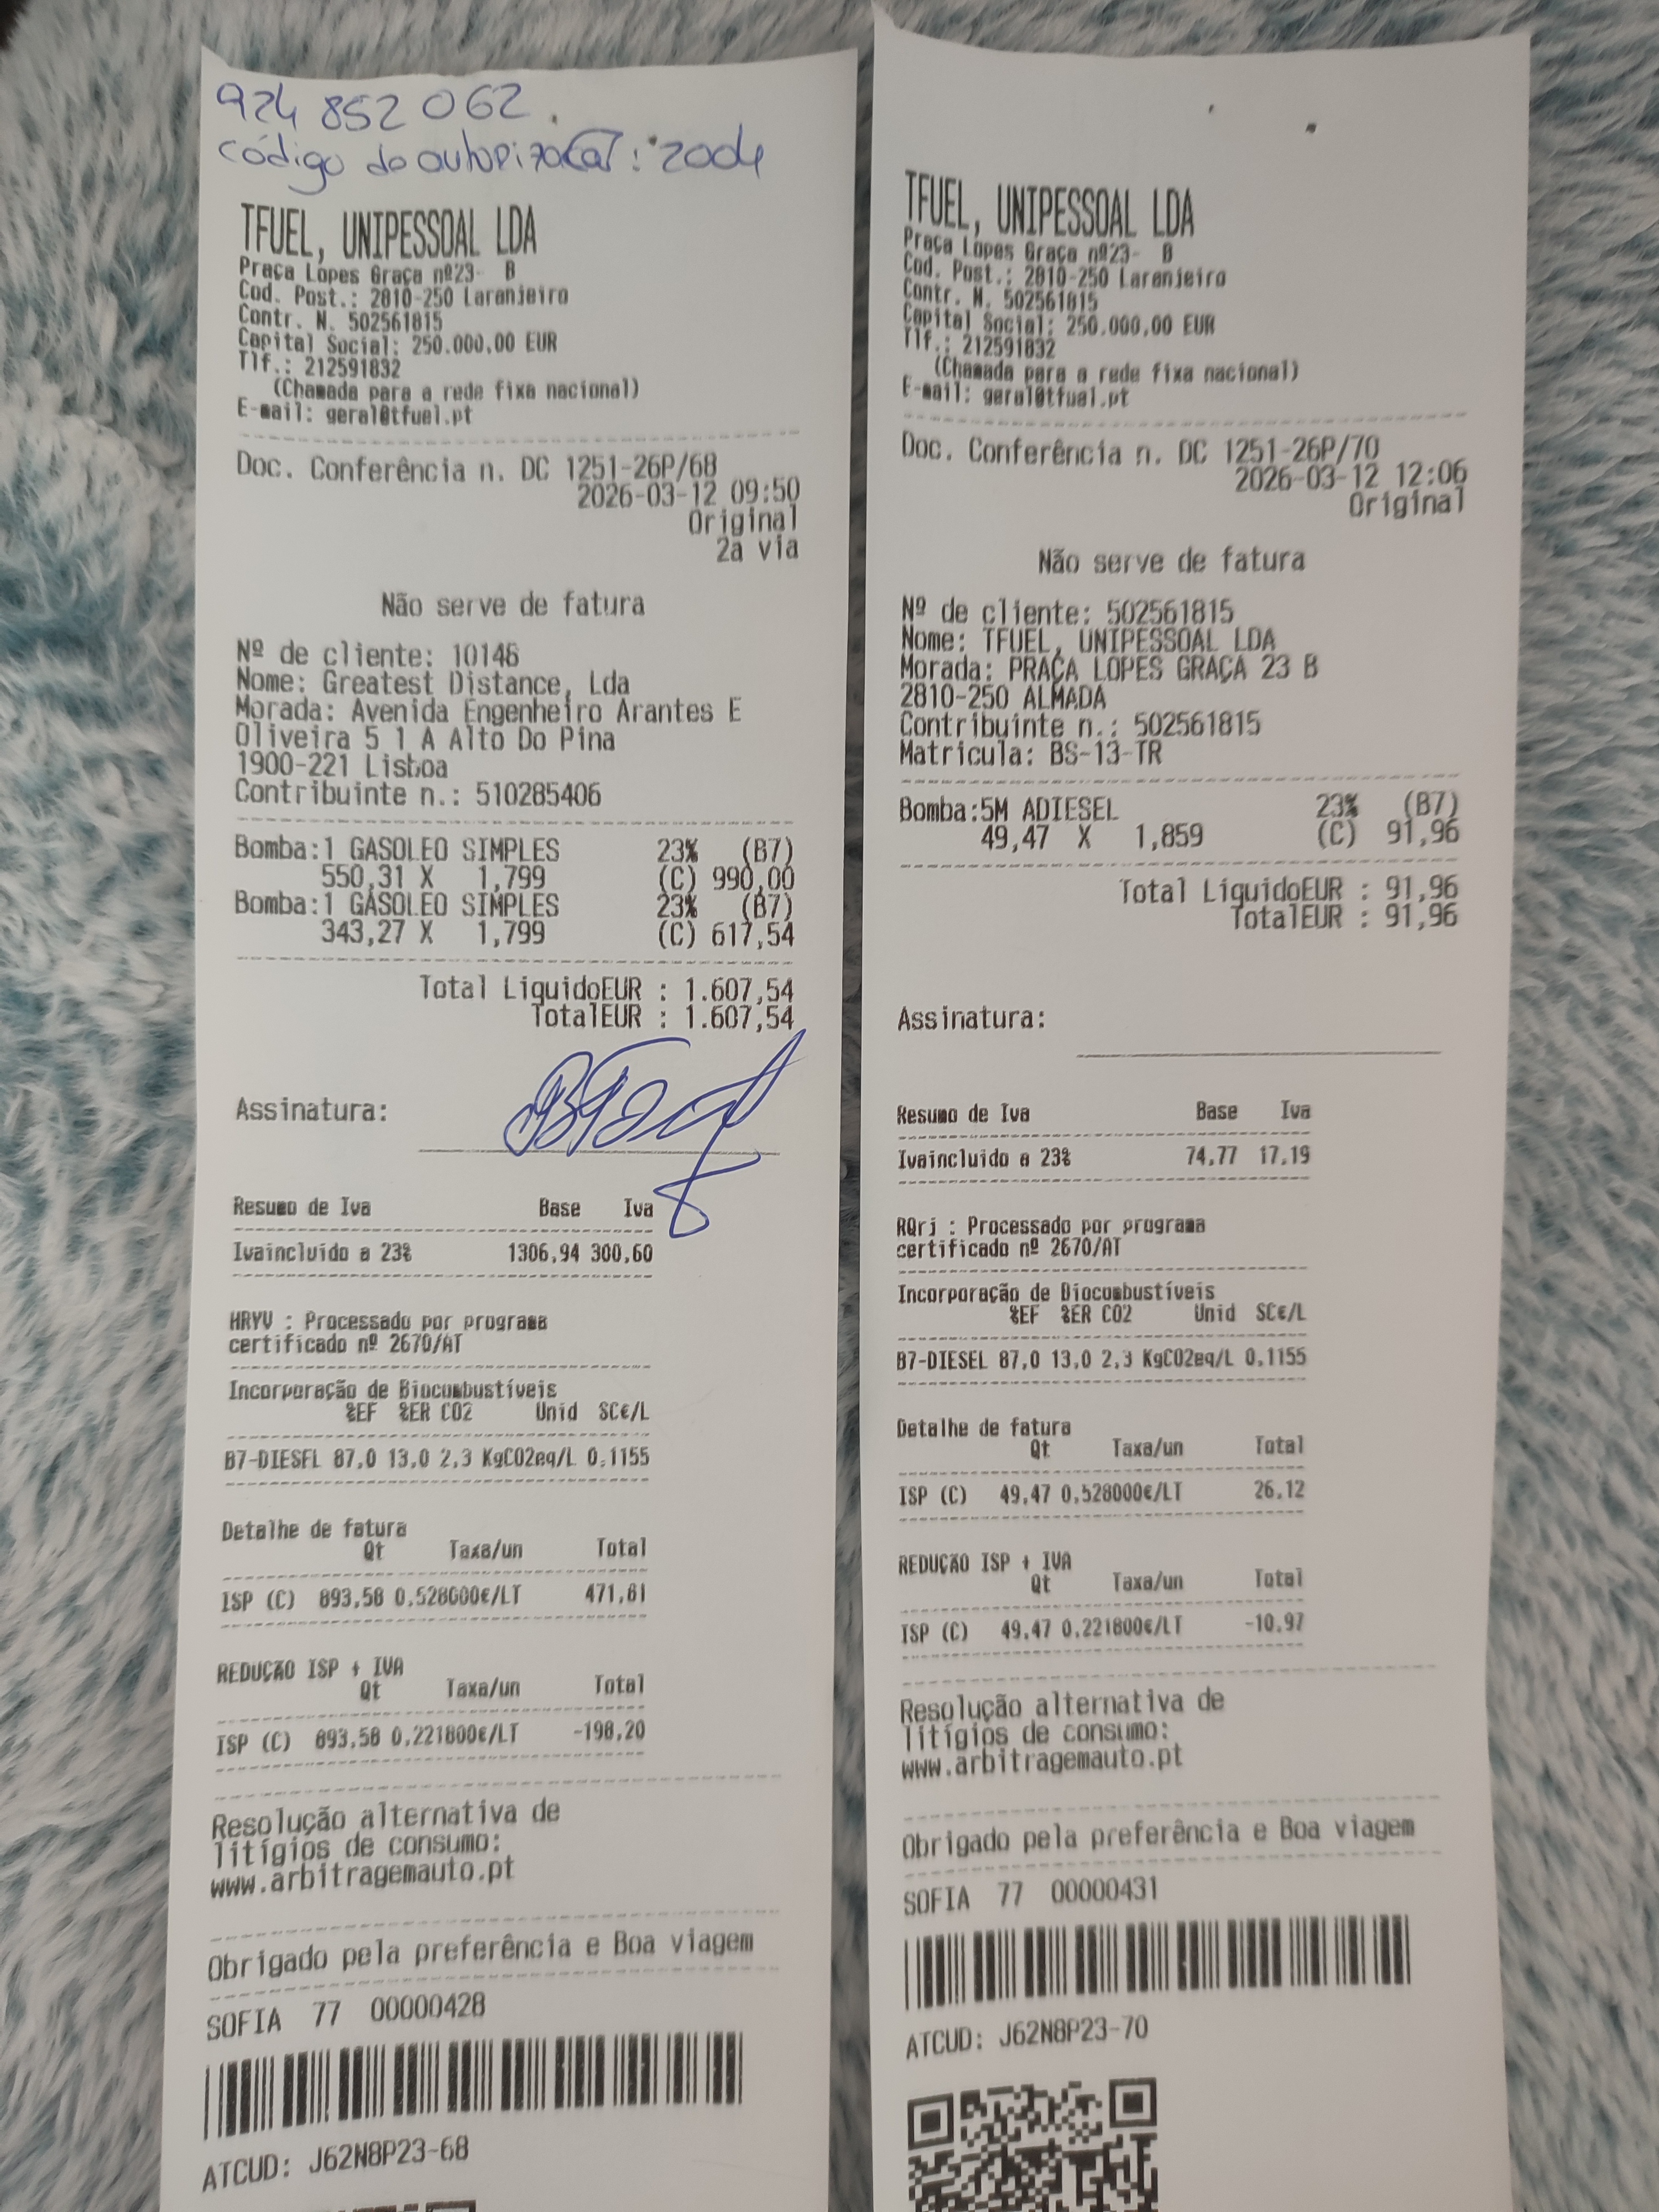 924 852 062.
código de autorização: 2004
TFUEL, UNIPESSOAL LDA
Praça Lopes Graça nº23-  B
Cod. Post.: 2810-250 Laranjeiro
Contr. N. 502561815
Capital Social: 250.000,00 EUR
Tlf.: 212591832
(Chamada para a rede fixa nacional)
E-mail: geral@tfuel.pt
Doc. Conferência n. DC 1251-26P/68
2026-03-12 09:50
Original
2a via
Não serve de fatura
Nº de cliente: 10146
Nome: Greatest Distance, Lda
Morada: Avenida Engenheiro Arantes E
Oliveira 5 1 A Alto Do Pina
1900-221 Lisboa
Contribuinte n.: 510285406
Bomba:1 GASOLEO SIMPLES 23% (B7)
550,31 X 1,799 (C) 990,00
Bomba:1 GASOLEO SIMPLES 23% (B7)
343,27 X 1,799 (C) 617,54
Total LiquidoEUR : 1.607,54
TotalEUR : 1.607,54
Assinatura:
Resumo de Iva Base Iva
Ivaincluido a 23% 1306,94 300,60
HRYV : Processado por programa
certificado nº 2670/AT
Incorporação de Biocombustíveis
%EF %ER CO2 Unid SC€/L
B7-DIESEL 87,0 13,0 2,3 KgCO2eq/L 0,1155
Detalhe de fatura
Qt Taxa/un Total
ISP (C) 893,58 0,528000€/LT 471,81
REDUÇÃO ISP + IVA
Qt Taxa/un Total
ISP (C) 893,58 0,221800€/LT -198,20
Resolução alternativa de
litígios de consumo:
www.arbitragemauto.pt
Obrigado pela preferência e Boa viagem
SOFIA 77 00000428
ATCUD: J62N8P23-68
TFUEL, UNIPESSOAL LDA
Praça Lopes Graça nº23-  B
Cod. Post.: 2810-250 Laranjeiro
Contr. N. 502561815
Capital Social: 250.000,00 EUR
Tlf.: 212591832
(Chamada para a rede fixa nacional)
E-mail: geral@tfuel.pt
Doc. Conferência n. DC 1251-26P/70
2026-03-12 12:06
Original
Não serve de fatura
Nº de cliente: 502561815
Nome: TFUEL, UNIPESSOAL LDA
Morada: PRAÇA LOPES GRAÇA 23 B
2810-250 ALMADA
Contribuinte n.: 502561815
Matricula: BS-13-TR
Bomba:5M ADIESEL 23% (B7)
49,47 X 1,859 (C) 91,96
Total LiquidoEUR : 91,96
TotalEUR : 91,96
Assinatura:
Resumo de Iva Base Iva
Ivaincluido a 23% 74,77 17,19
RQrj : Processado por programa
certificado nº 2670/AT
Incorporação de Biocombustíveis
%EF %ER CO2 Unid SC€/L
B7-DIESEL 87,0 13,0 2,3 KgCO2eq/L 0,1155
Detalhe de fatura
Qt Taxa/un Total
ISP (C) 49,47 0,528000€/LT 26,12
REDUÇÃO ISP + IVA
Qt Taxa/un Total
ISP (C) 49,47 0,221800€/LT -10,97
Resolução alternativa de
litígios de consumo:
www.arbitragemauto.pt
Obrigado pela preferência e Boa viagem
SOFIA 77 00000431
ATCUD: J62N8P23-70